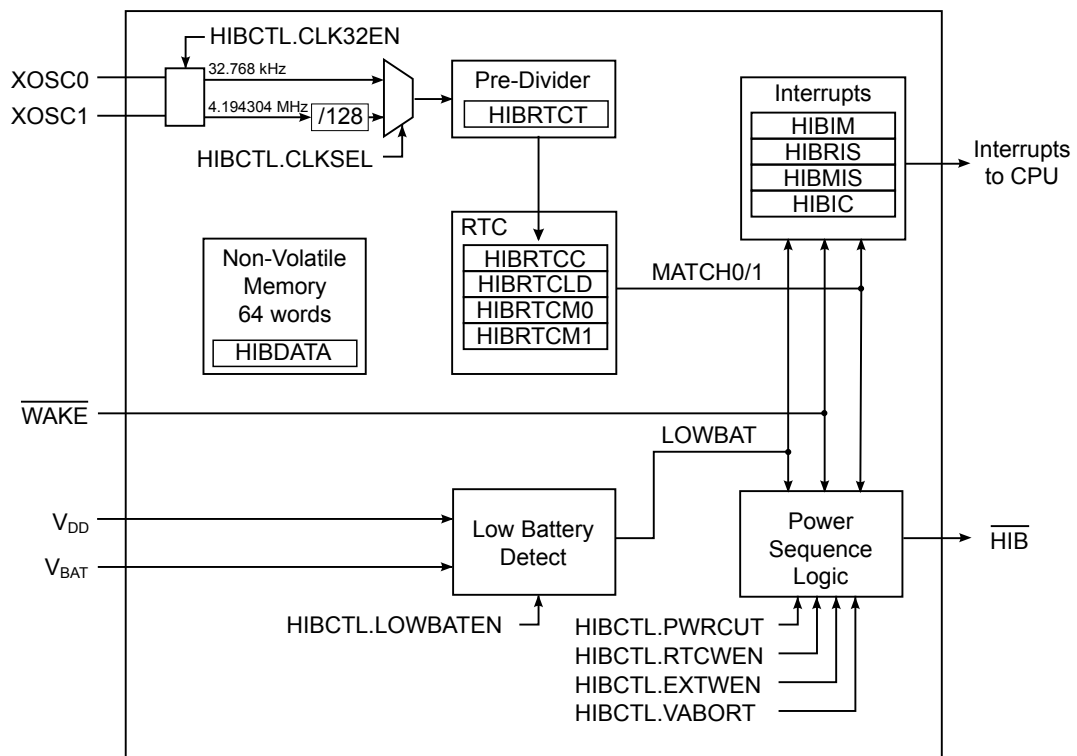 HIBCTL.CLK32EN
XOSC0
32.768 kHz
XOSC1
4.194304 MHz
/128
HIBCTL.CLKSEL
Pre-Divider
HIBRTCT
Interrupts
HIBIM
HIBRIS
HIBMIS
HIBIC
Interrupts
to CPU
RTC
HIBRTCC
HIBRTCLD
HIBRTCM0
HIBRTCM1
MATCH0/1
Non-Volatile
Memory
64 words
HIBDATA
WAKE
LOWBAT
VDD
VBAT
Low Battery
Detect
HIBCTL.LOWBATEN
Power
Sequence
Logic
HIB
HIBCTL.PWRCUT
HIBCTL.RTCWEN
HIBCTL.EXTWEN
HIBCTL.VABORT